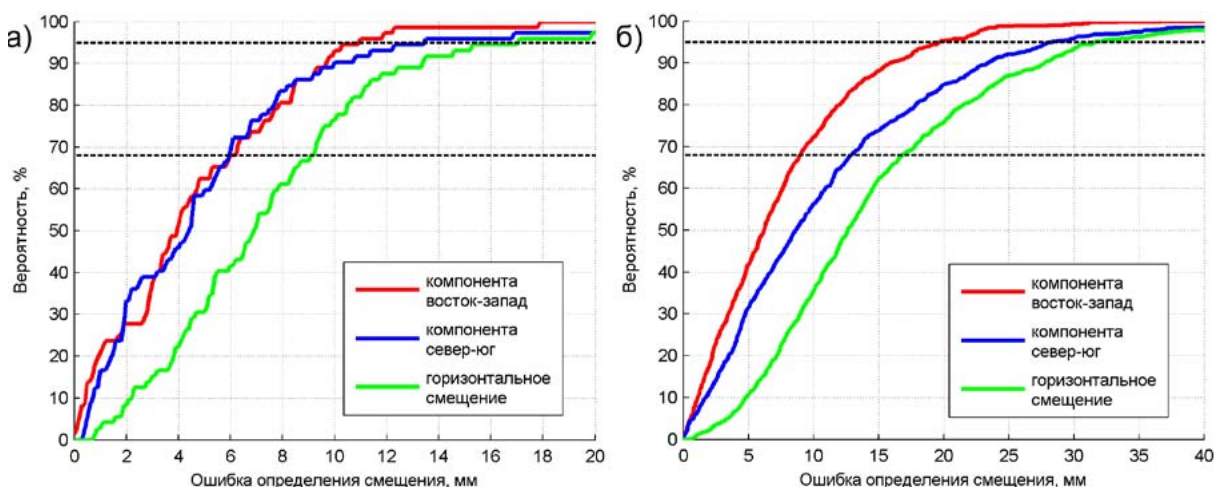 а)
Вероятность, %
100
90
80
70
60
50
40
30
20
10
0
0 2 4 6 8 10 12 14 16 18 20
Ошибка определения смещения, мм
компонента
восток-запад
компонента
север-юг
горизонтальное
смещение
б)
Вероятность, %
100
90
80
70
60
50
40
30
20
10
0
0 5 10 15 20 25 30 35 40
Ошибка определения смещения, мм
компонента
восток-запад
компонента
север-юг
горизонтальное
смещение